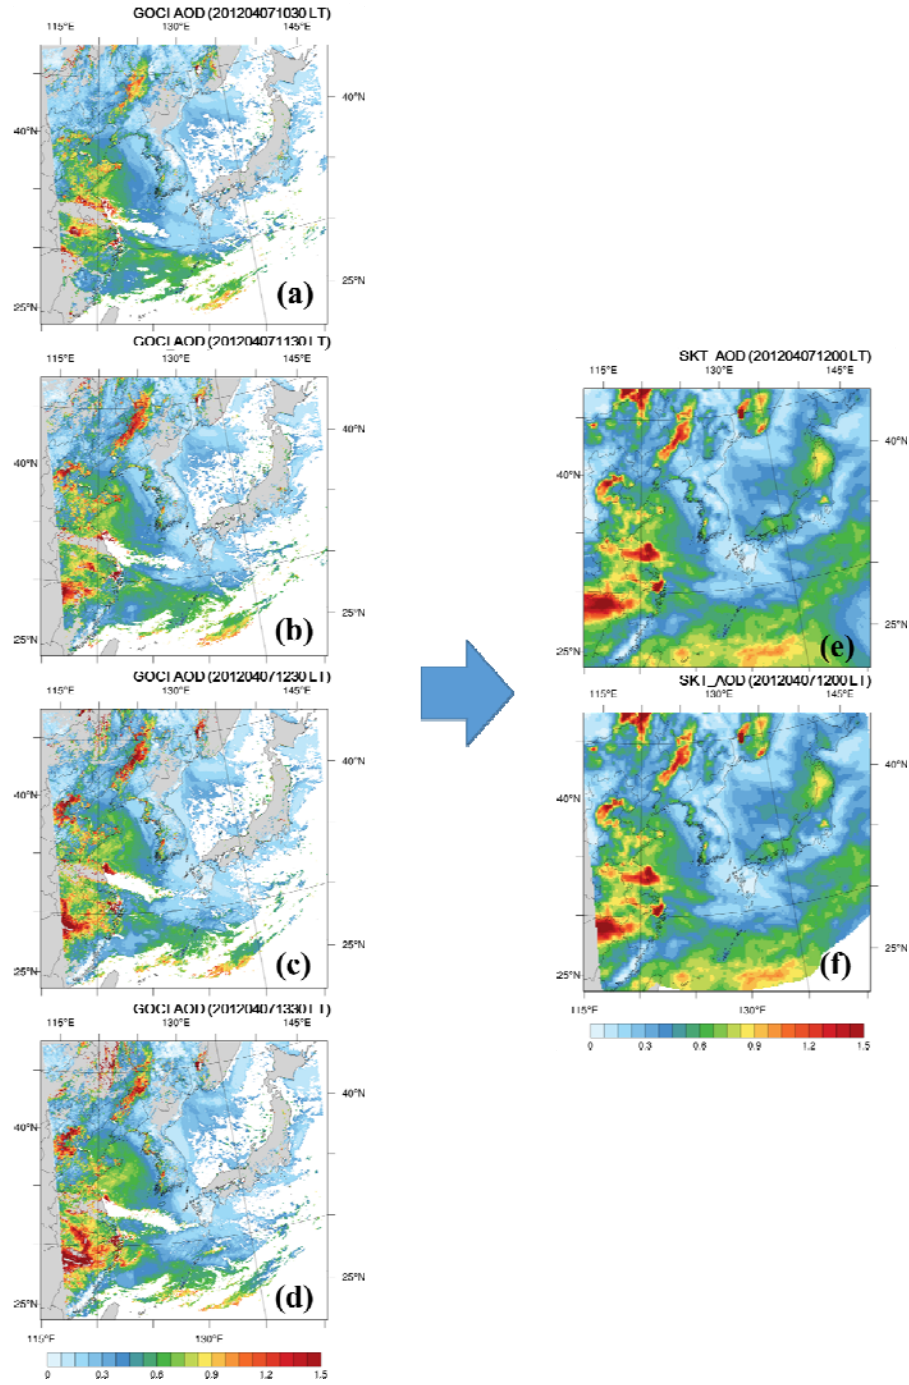 GOCI AOD (201204071030 LT)
115°E 130°E 145°E
40°N
40°N
25°N
25°N
(a)
GOCI_AOD (201204071130 LT)
115°E 130°E 145°E
40°N
40°N
25°N
25°N
(b)
GOCI AOD (201204071230 LT)
115°E 130°E 145°E
40°N
40°N
25°N
25°N
(c)
GOCI AOD (201204071330 LT)
115°E 130°E 145°E
40°N
40°N
25°N
25°N
(d)
115°E 130°E
0 0.3 0.6 0.9 1.2 1.5
SKT_AOD (201204071200 LT)
115°E 130°E 145°E
40°N
40°N
25°N
25°N
(e)
SKT_AOD (201204071200 LT)
115°E 130°E 145°E
40°N
40°N
25°N
25°N
(f)
115°E 130°E
0 0.3 0.6 0.9 1.2 1.5